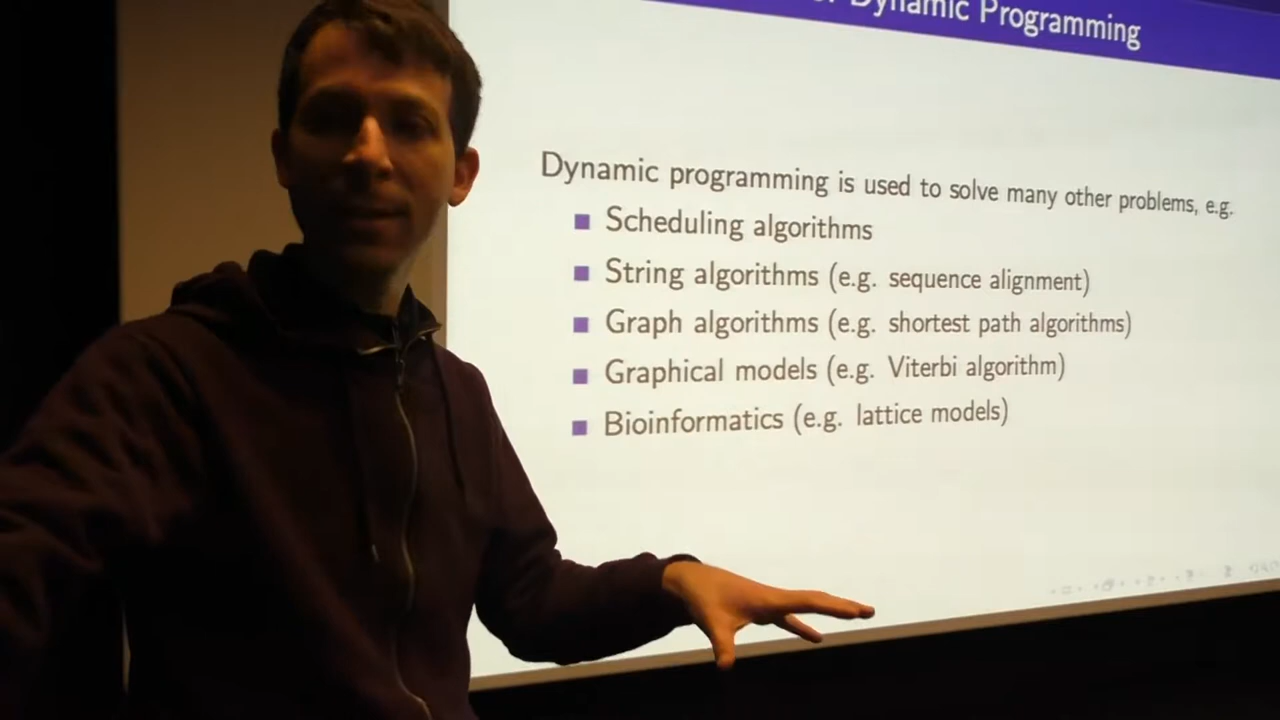 Dynamic Programming
Dynamic programming is used to solve many other problems, e.g.
Scheduling algorithms
String algorithms (e.g. sequence alignment)
Graph algorithms (e.g. shortest path algorithms)
Graphical models (e.g. Viterbi algorithm)
Bioinformatics (e.g. lattice models)